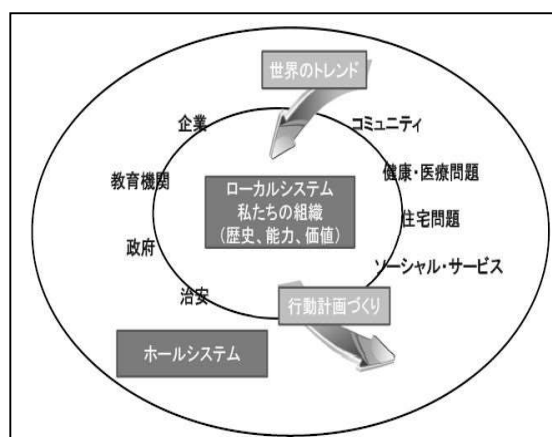 世界のトレンド
企業
コミュニティ
教育機関
健康・医療問題
ローカルシステム
私たちの組織
（歴史、能力、価値）
住宅問題
政府
ソーシャル・サービス
治安
行動計画づくり
ホールシステム